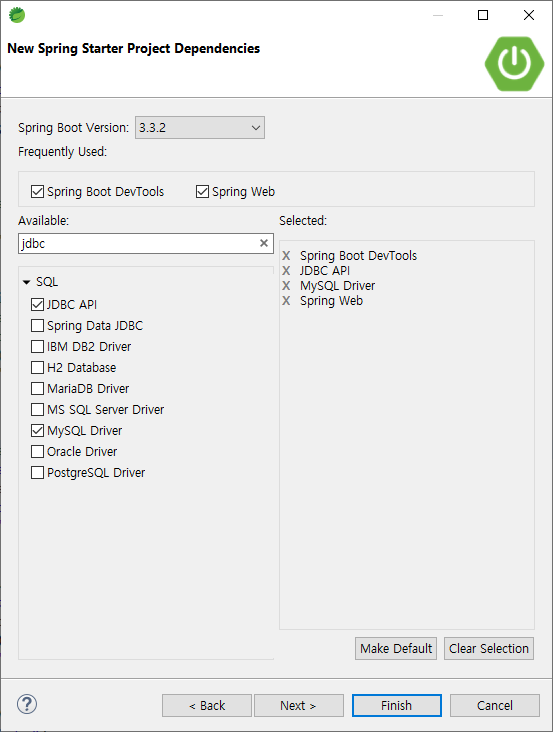 New Spring Starter Project Dependencies
Spring Boot Version: 3.3.2
Frequently Used:
Spring Boot DevTools Spring Web
Available:
jdbc
SQL
JDBC API
Spring Data JDBC
IBM DB2 Driver
H2 Database
MariaDB Driver
MS SQL Server Driver
MySQL Driver
Oracle Driver
PostgreSQL Driver
Selected:
X Spring Boot DevTools
X JDBC API
X MySQL Driver
X Spring Web
Make Default Clear Selection
? < Back Next > Finish Cancel